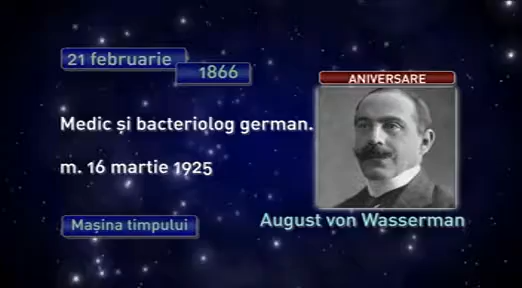 21 februarie
1866
ANIVERSARE
Medic și bacteriolog german.
m. 16 martie 1925
August von Wasserman
Mașina timpului